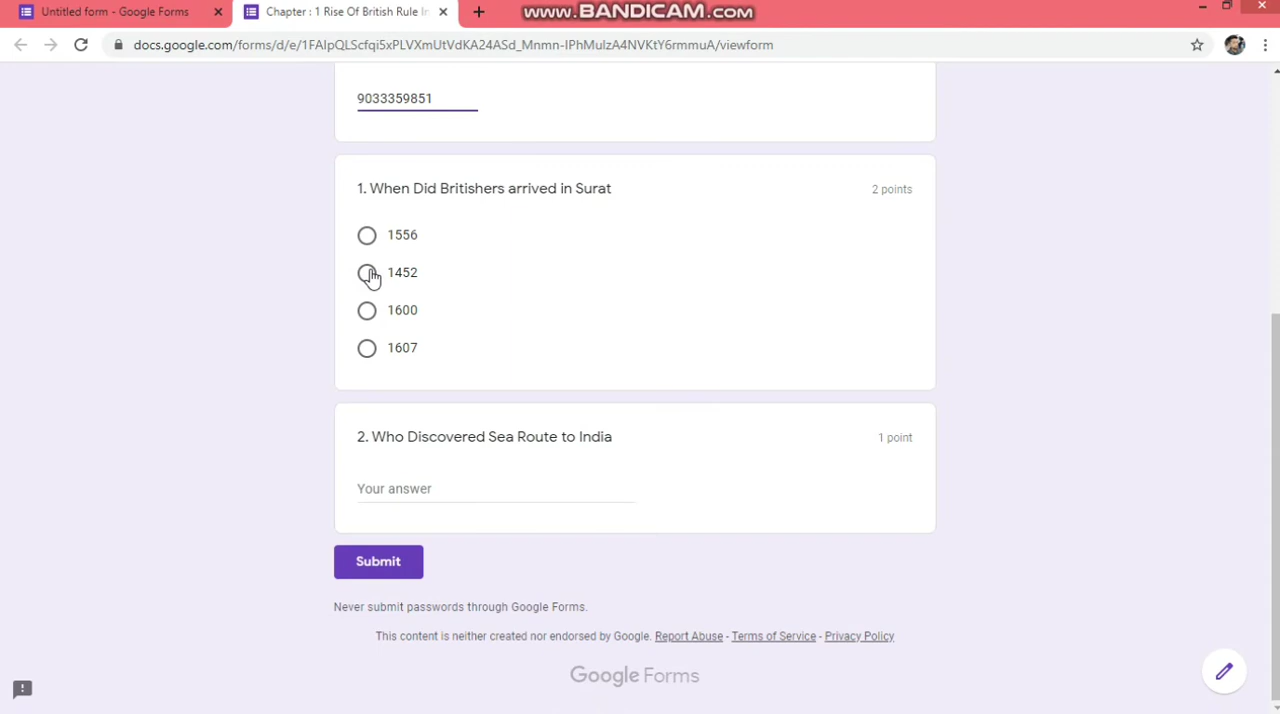 www.BANDICAM.com
Untitled form - Google Forms
Chapter : 1 Rise Of British Rule In
docs.google.com/forms/d/e/1FAIpQLScfqi5xPLVXmUtVdKA24ASd_Mnmn-IPhMulzA4NVKtY6rmmuA/viewform
9033359851
1. When Did Britishers arrived in Surat
2 points
1556
1452
1600
1607
2. Who Discovered Sea Route to India
1 point
Your answer
Submit
Never submit passwords through Google Forms.
This content is neither created nor endorsed by Google. Report Abuse - Terms of Service - Privacy Policy
Google Forms